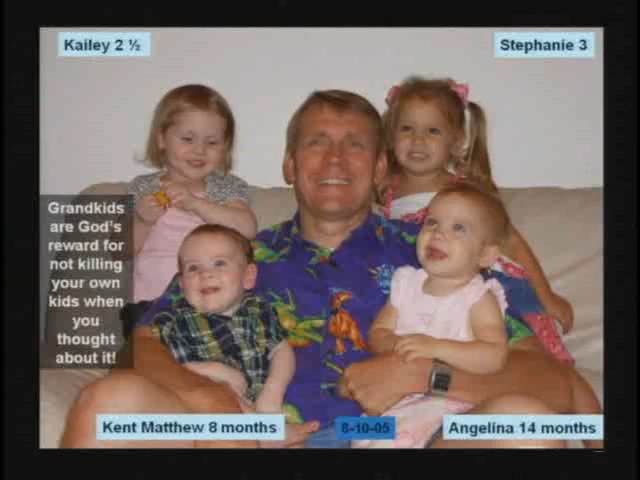 Kailey 2 ½
Stephanie 3
Grandkids
are God's
reward for
not killing
your own
kids when
you
thought
about it!
Kent Matthew 8 months
8-10-05
Angelina 14 months